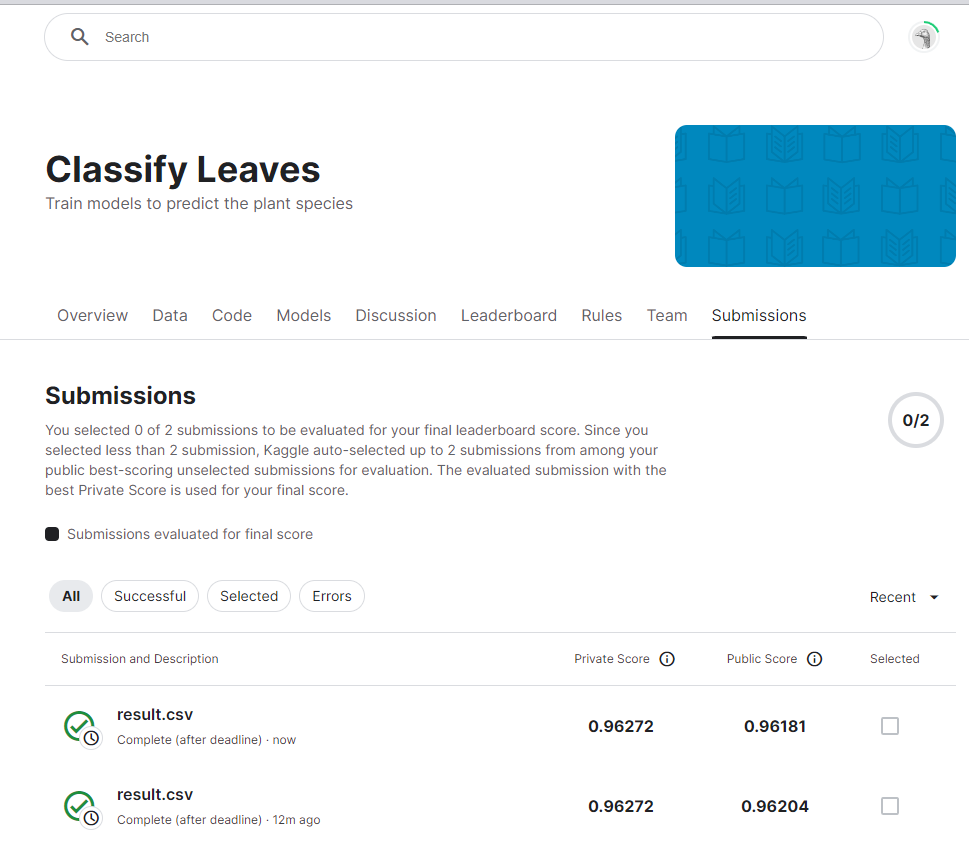 Search
Classify Leaves
Train models to predict the plant species
Overview Data Code Models Discussion Leaderboard Rules Team Submissions
Submissions
You selected 0 of 2 submissions to be evaluated for your final leaderboard score. Since you
selected less than 2 submission, Kaggle auto-selected up to 2 submissions from among your
public best-scoring unselected submissions for evaluation. The evaluated submission with the
best Private Score is used for your final score.
0/2
Submissions evaluated for final score
All Successful Selected Errors Recent
Submission and Description Private Score Public Score Selected
result.csv
Complete (after deadline) · now
0.96272 0.96181
result.csv
Complete (after deadline) · 12m ago
0.96272 0.96204